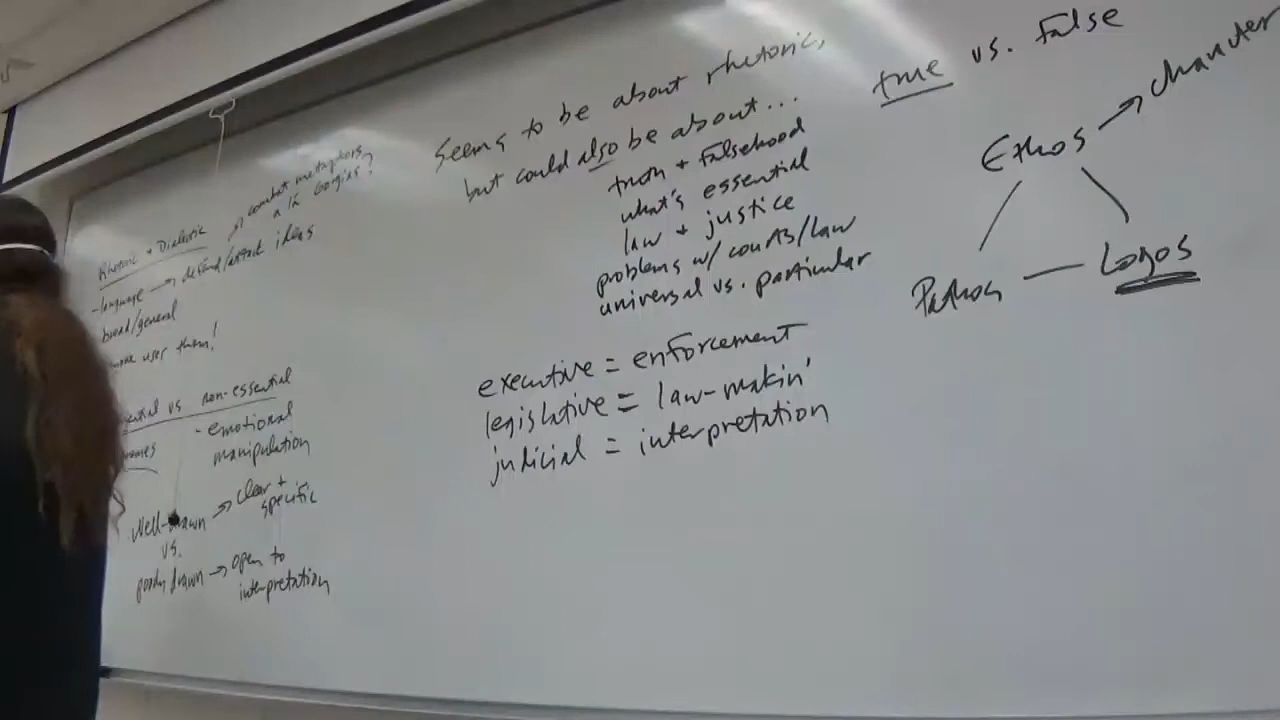 Rhetoric + Dialectic
-language → defend/attack ideas
→ combat metaphors
a la Gorgias?
broad/general
user them!
vs non-essential
- emotional
manipulation
Well-drawn → clear +
specific
vs.
poorly drawn → open to
interpretation
Seems to be about rhetoric,
but could also be about...
truth + falsehood
what's essential
law + justice
problems w/ courts/law
universal vs. particular
executive = enforcement
legislative = law-makin'
judicial = interpretation
true vs. false
Ethos → character
Pathos — Logos